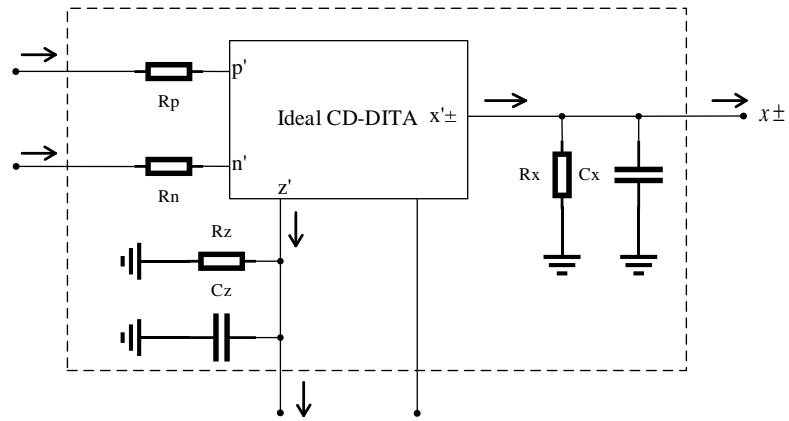 p'
Rp
Ideal CD-DITA
x'±
x±
n'
Rn
z'
Rx
Cx
Rz
Cz